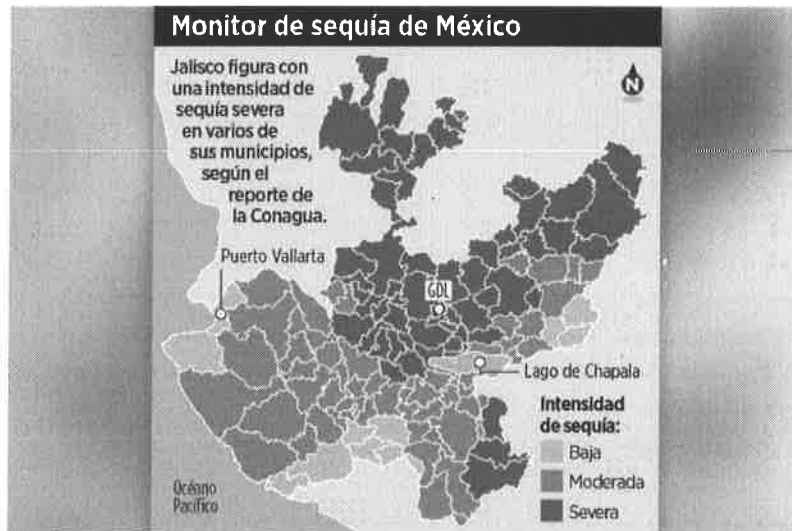 Monitor de sequía de México
Jalisco figura con
una intensidad de
sequía severa
en varios de
sus municipios,
según el
reporte de
la Conagua.
N
Puerto Vallarta
GDL
Lago de Chapala
Intensidad
de sequía:
Baja
Moderada
Severa
Océano
Pacífico